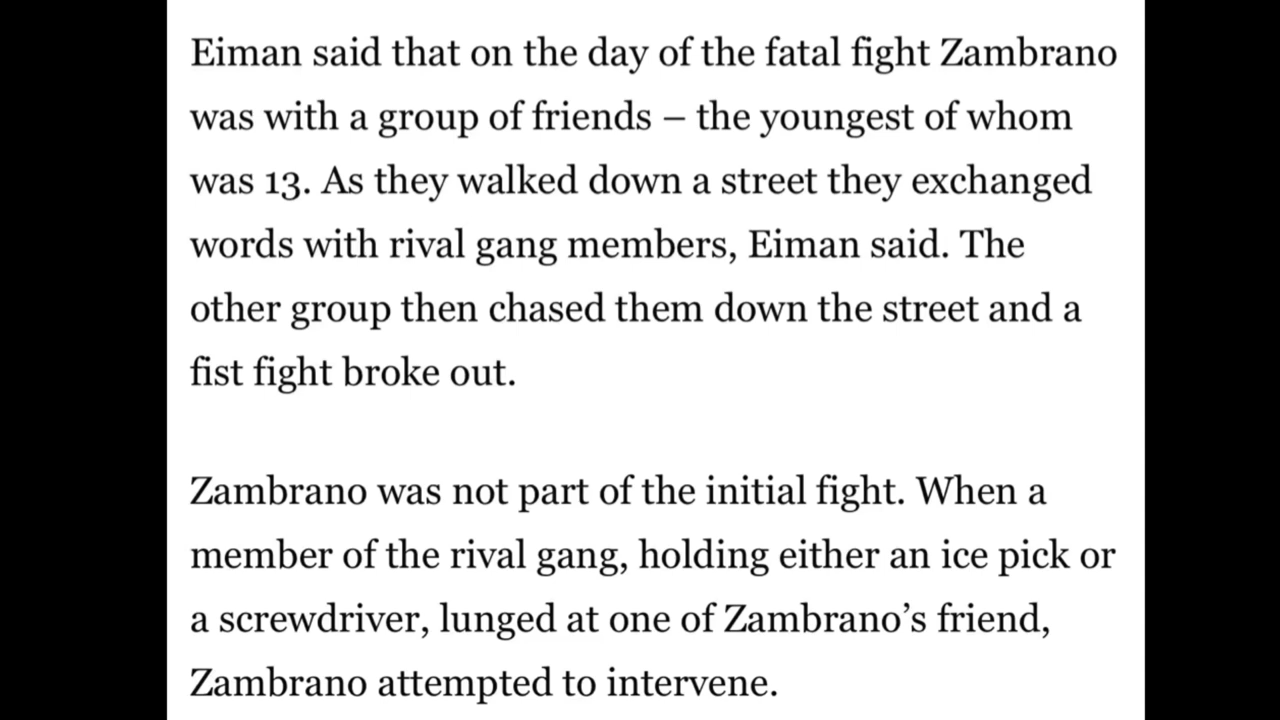 Eiman said that on the day of the fatal fight Zambrano
was with a group of friends – the youngest of whom
was 13. As they walked down a street they exchanged
words with rival gang members, Eiman said. The
other group then chased them down the street and a
fist fight broke out.
Zambrano was not part of the initial fight. When a
member of the rival gang, holding either an ice pick or
a screwdriver, lunged at one of Zambrano’s friend,
Zambrano attempted to intervene.